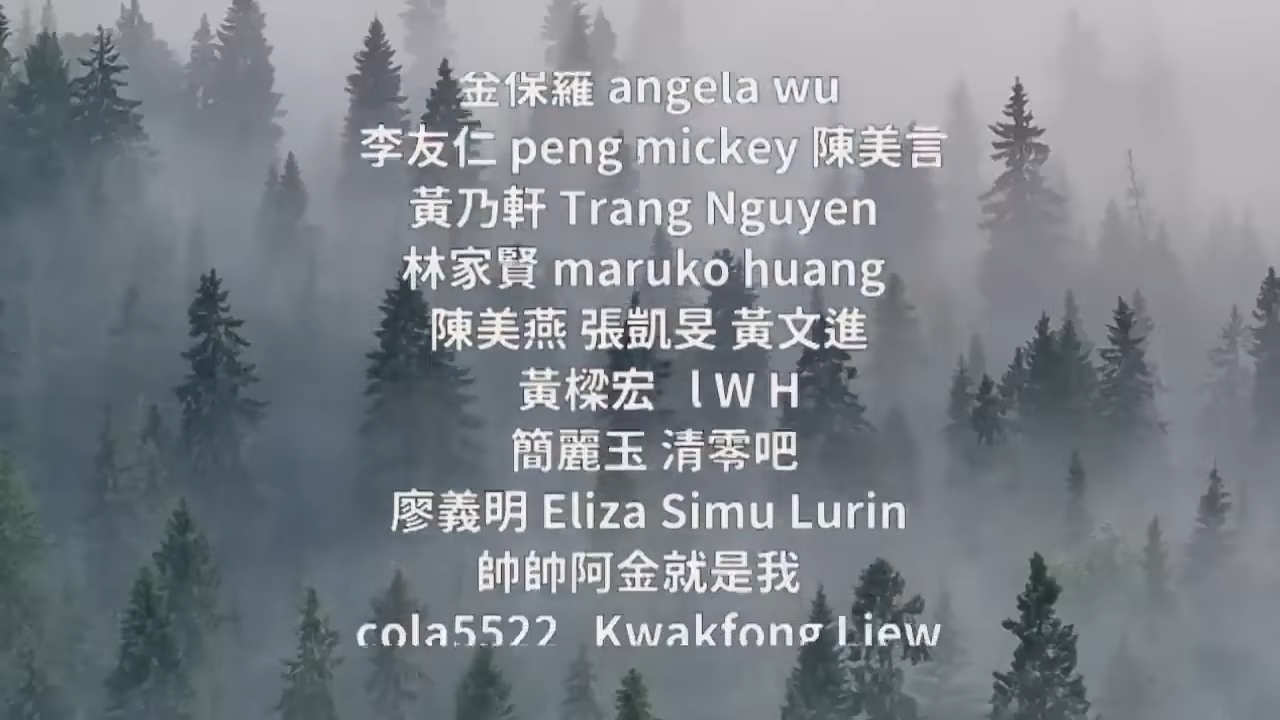 金保羅 angela wu
李友仁 peng mickey 陳美言
黃乃軒 Trang Nguyen
林家賢 maruko huang
陳美燕 張凱旻 黃文進
黃樑宏 l W H
簡麗玉 清零吧
廖義明 Eliza Simu Lurin
帥帥阿金就是我
cola5522 Kwakfong Liew